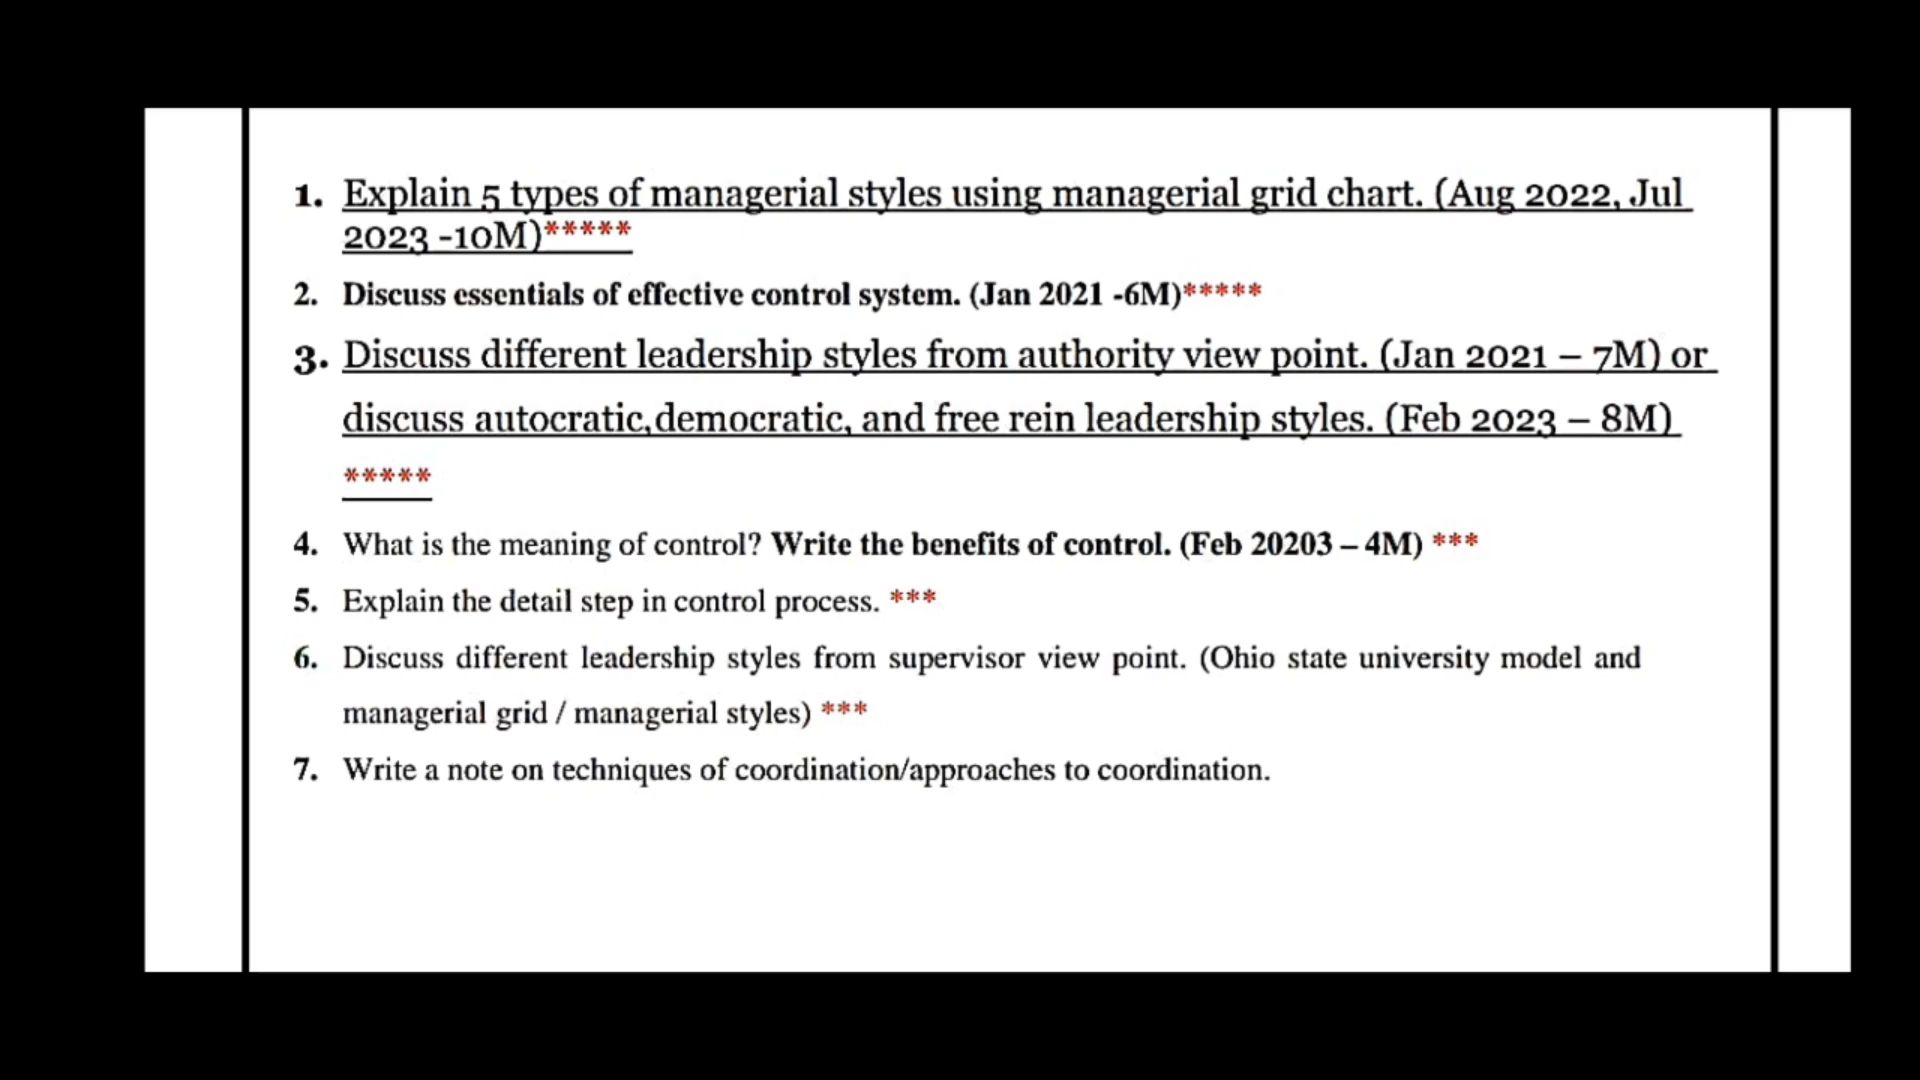 1. Explain 5 types of managerial styles using managerial grid chart. (Aug 2022, Jul
2023 -10M)*****
2. Discuss essentials of effective control system. (Jan 2021 -6M)*****
3. Discuss different leadership styles from authority view point. (Jan 2021 – 7M) or
discuss autocratic,democratic, and free rein leadership styles. (Feb 2023 – 8M)
*****
4. What is the meaning of control? Write the benefits of control. (Feb 20203 – 4M) ***
5. Explain the detail step in control process. ***
6. Discuss different leadership styles from supervisor view point. (Ohio state university model and
managerial grid / managerial styles) ***
7. Write a note on techniques of coordination/approaches to coordination.